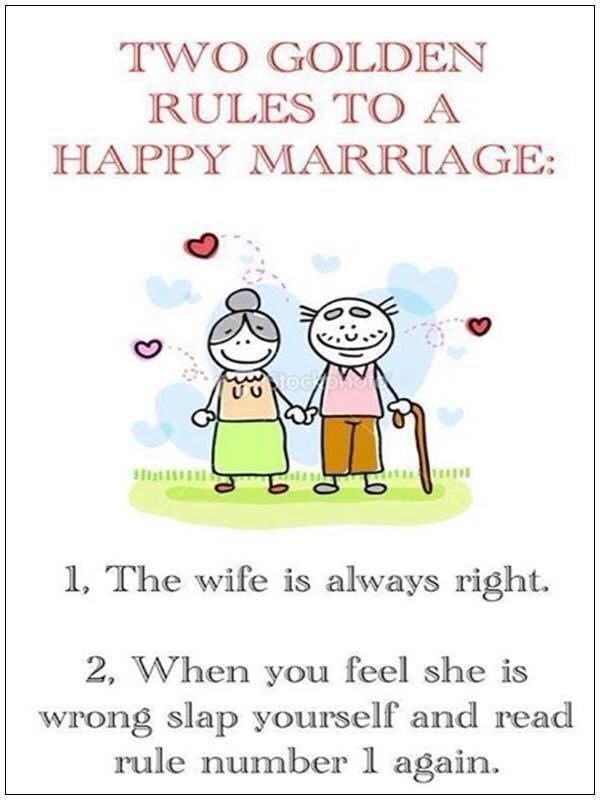 TWO GOLDEN
RULES TO A
HAPPY MARRIAGE:
1, The wife is always right.
2, When you feel she is
wrong slap yourself and read
rule number 1 again.